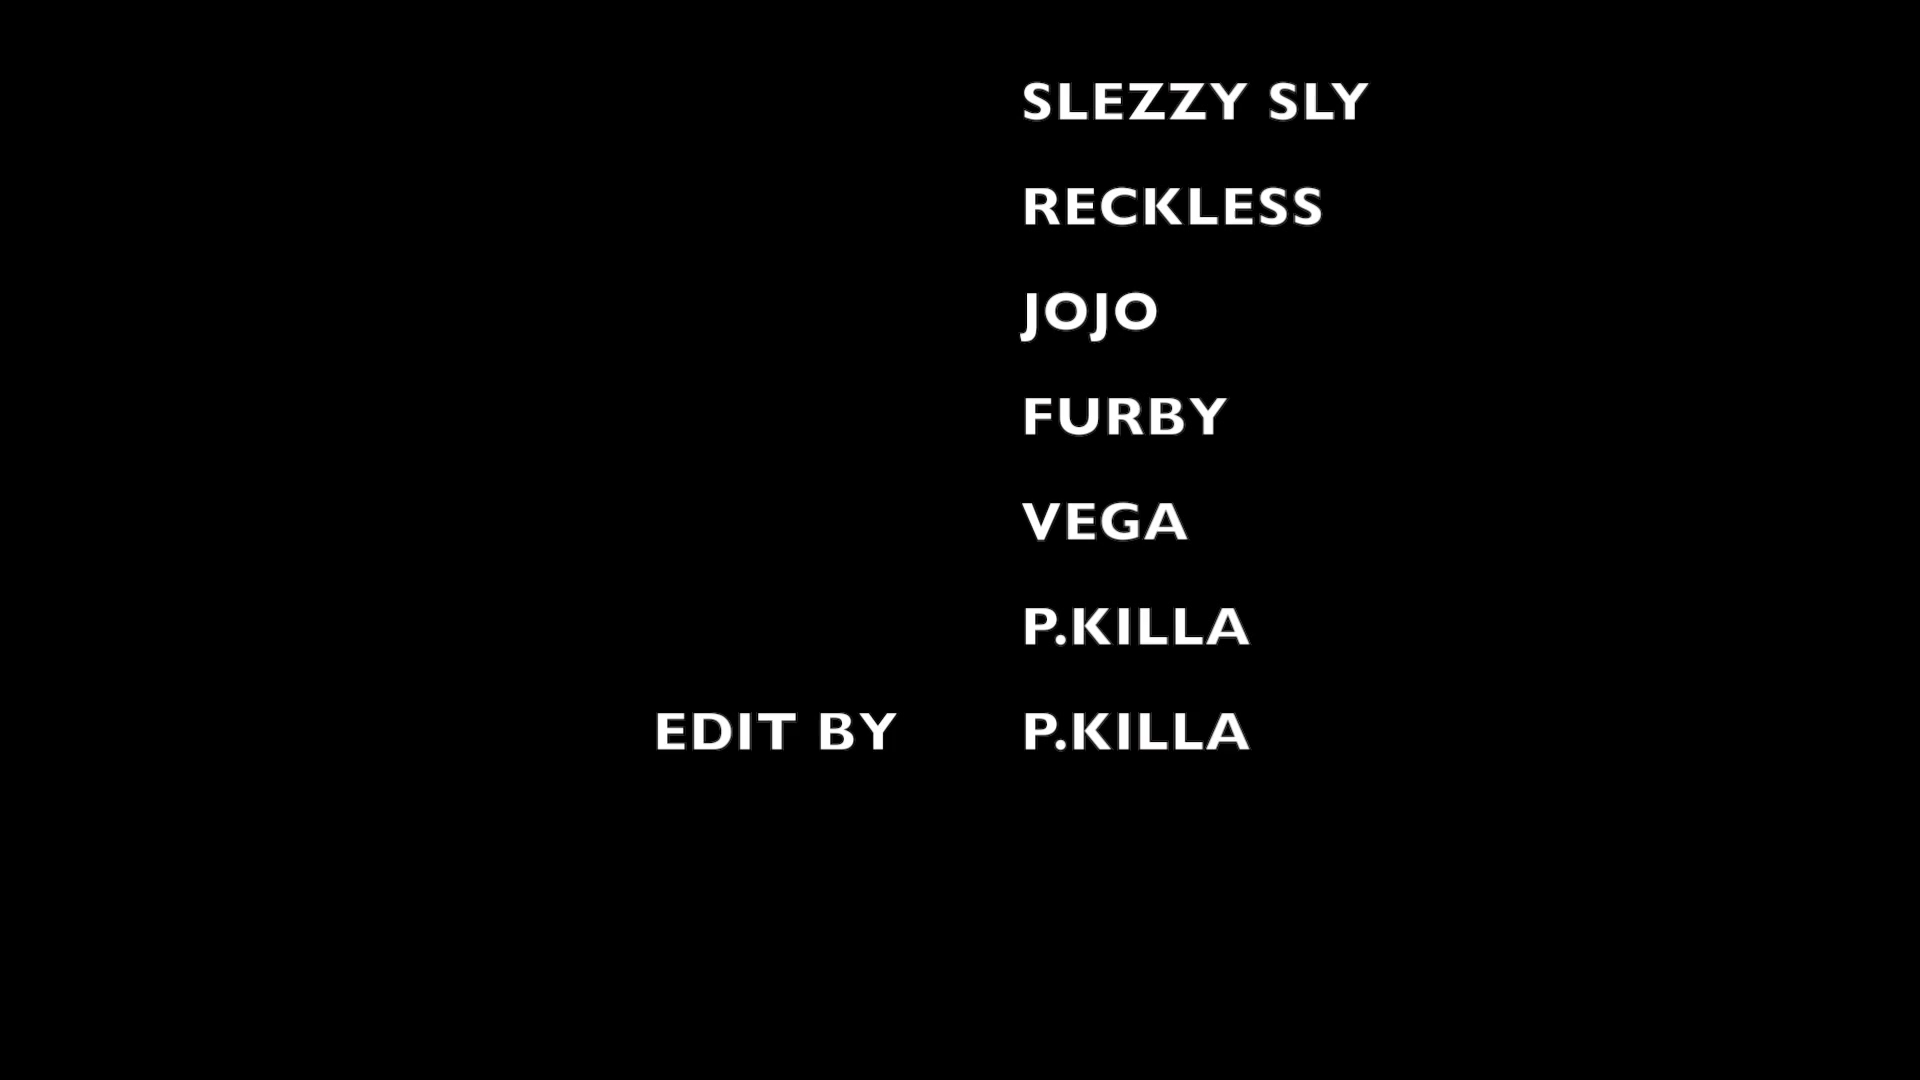 SLEZZY SLY
RECKLESS
JOJO
FURBY
VEGA
P.KILLA
EDIT BY P.KILLA